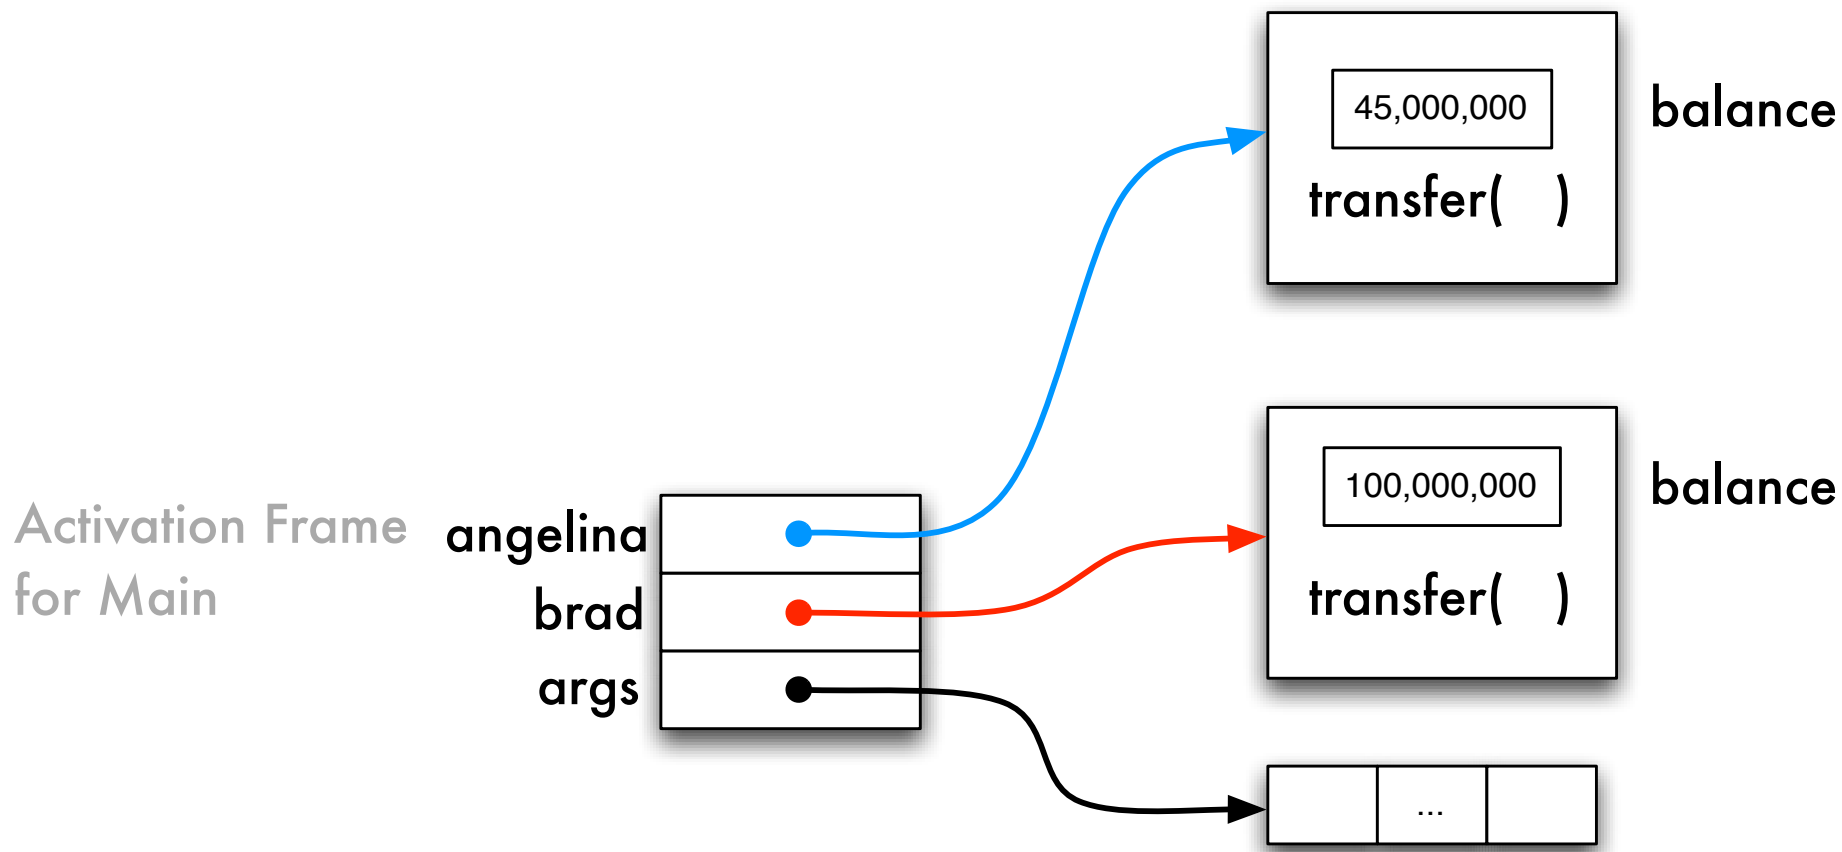 45,000,000
balance
transfer( )
100,000,000
balance
transfer( )
Activation Frame
for Main
angelina
brad
args
...